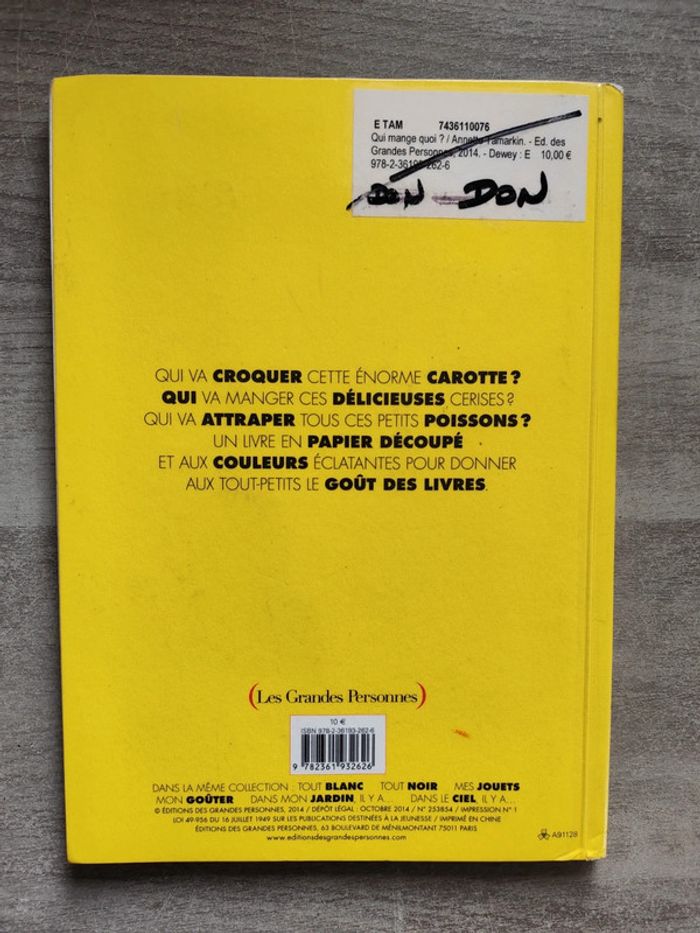 E TAM 7436110076
Qui mange quoi ? / Annette Tamarkin. - Ed. des
Grandes Personnes, 2014. - Dewey : E 10,00 €
978-2-36193-262-6
DON DON
QUI VA CROQUER CETTE ÉNORME CAROTTE ?
QUI VA MANGER CES DÉLICIEUSES CERISES ?
QUI VA ATTRAPER TOUS CES PETITS POISSONS ?
UN LIVRE EN PAPIER DÉCOUPÉ
ET AUX COULEURS ÉCLATANTES POUR DONNER
AUX TOUT-PETITS LE GOÛT DES LIVRES.
(Les Grandes Personnes)
10 €
ISBN 978-2-36193-262-6
9 782361 932626
DANS LA MÊME COLLECTION : TOUT BLANC TOUT NOIR MES JOUETS
MON GOÛTER DANS MON JARDIN, IL Y A... DANS LE CIEL, IL Y A...
© ÉDITIONS DES GRANDES PERSONNES, 2014 / DÉPÔT LÉGAL : OCTOBRE 2014 / N° 253854 / IMPRESSION N° 1
LOI 49-956 DU 16 JUILLET 1949 SUR LES PUBLICATIONS DESTINÉES À LA JEUNESSE / IMPRIMÉ EN CHINE
ÉDITIONS DES GRANDES PERSONNES, 63 BOULEVARD DE MÉNILMONTANT 75011 PARIS
www.editionsdesgrandespersonnes.com
A91128